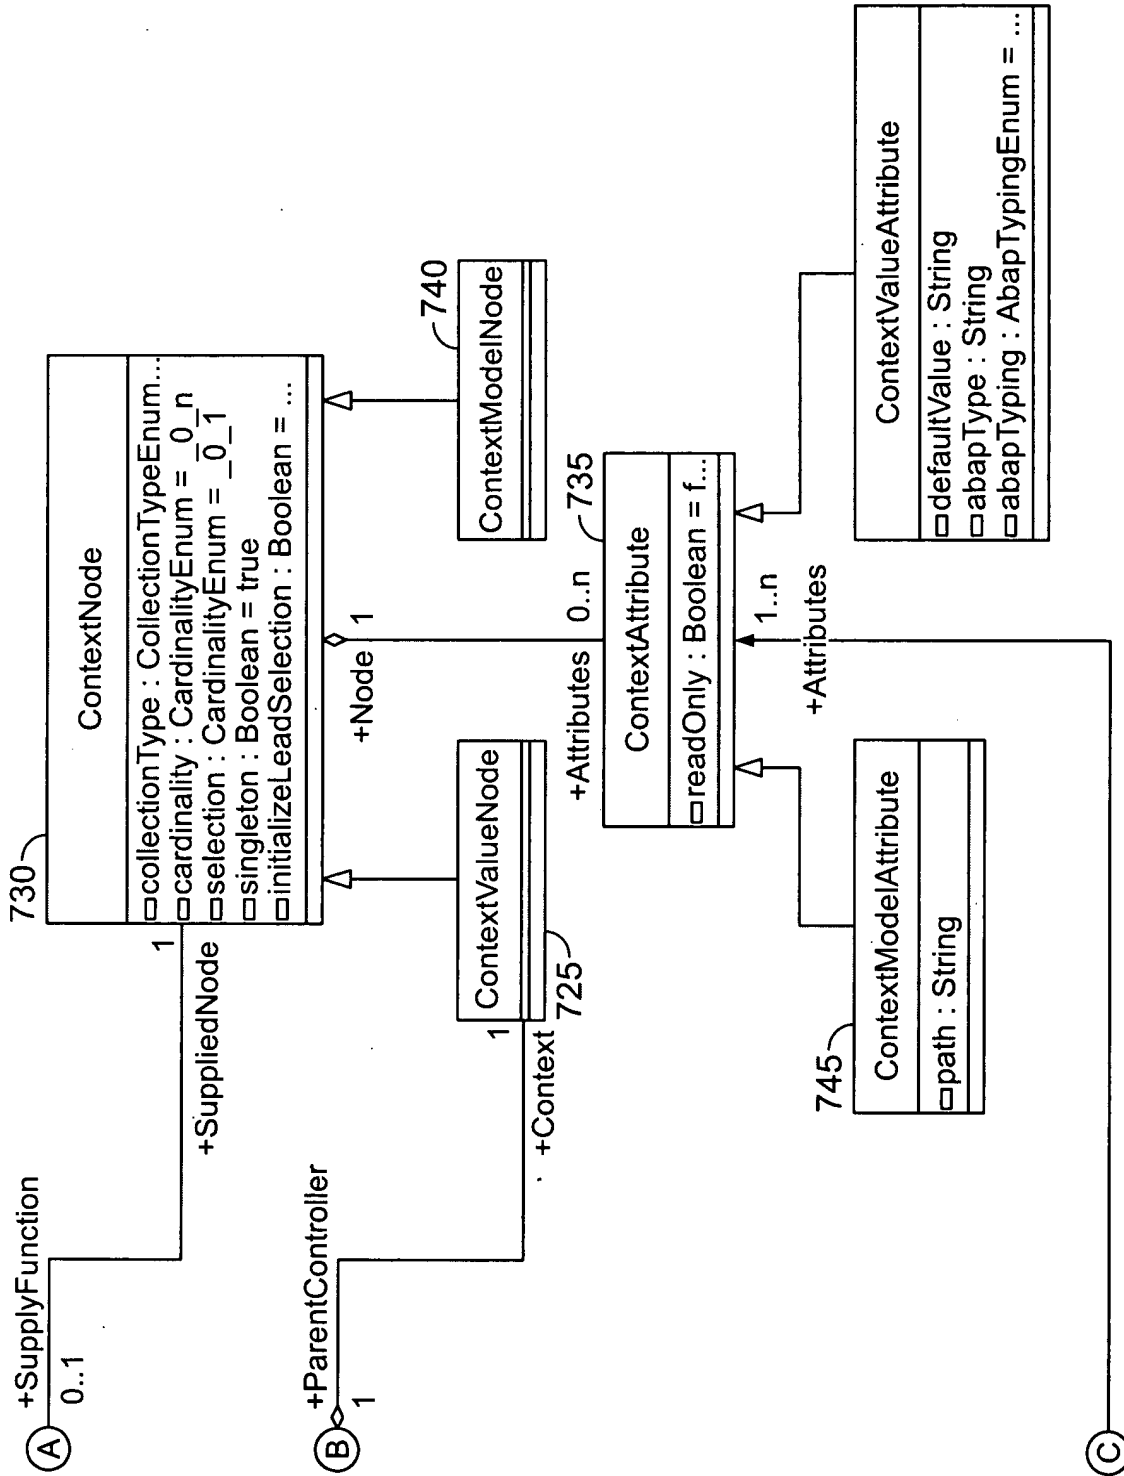 A
+SupplyFunction
0..1
+SuppliedNode
1
730
ContextNode
collectionType : CollectionTypeEnum...
cardinality : CardinalityEnum = _0_n
selection : CardinalityEnum = _0_1
singleton : Boolean = true
initializeLeadSelection : Boolean = ...
B
+ParentController
1
+Context
1
ContextValueNode
725
+Node
1
740
ContextModelNode
+Attributes
0..n
735
ContextAttribute
readOnly : Boolean = f...
1..n
+Attributes
745
ContextModelAttribute
path : String
ContextValueAttribute
defaultValue : String
abapType : String
abapTyping : AbapTypingEnum = ...
C